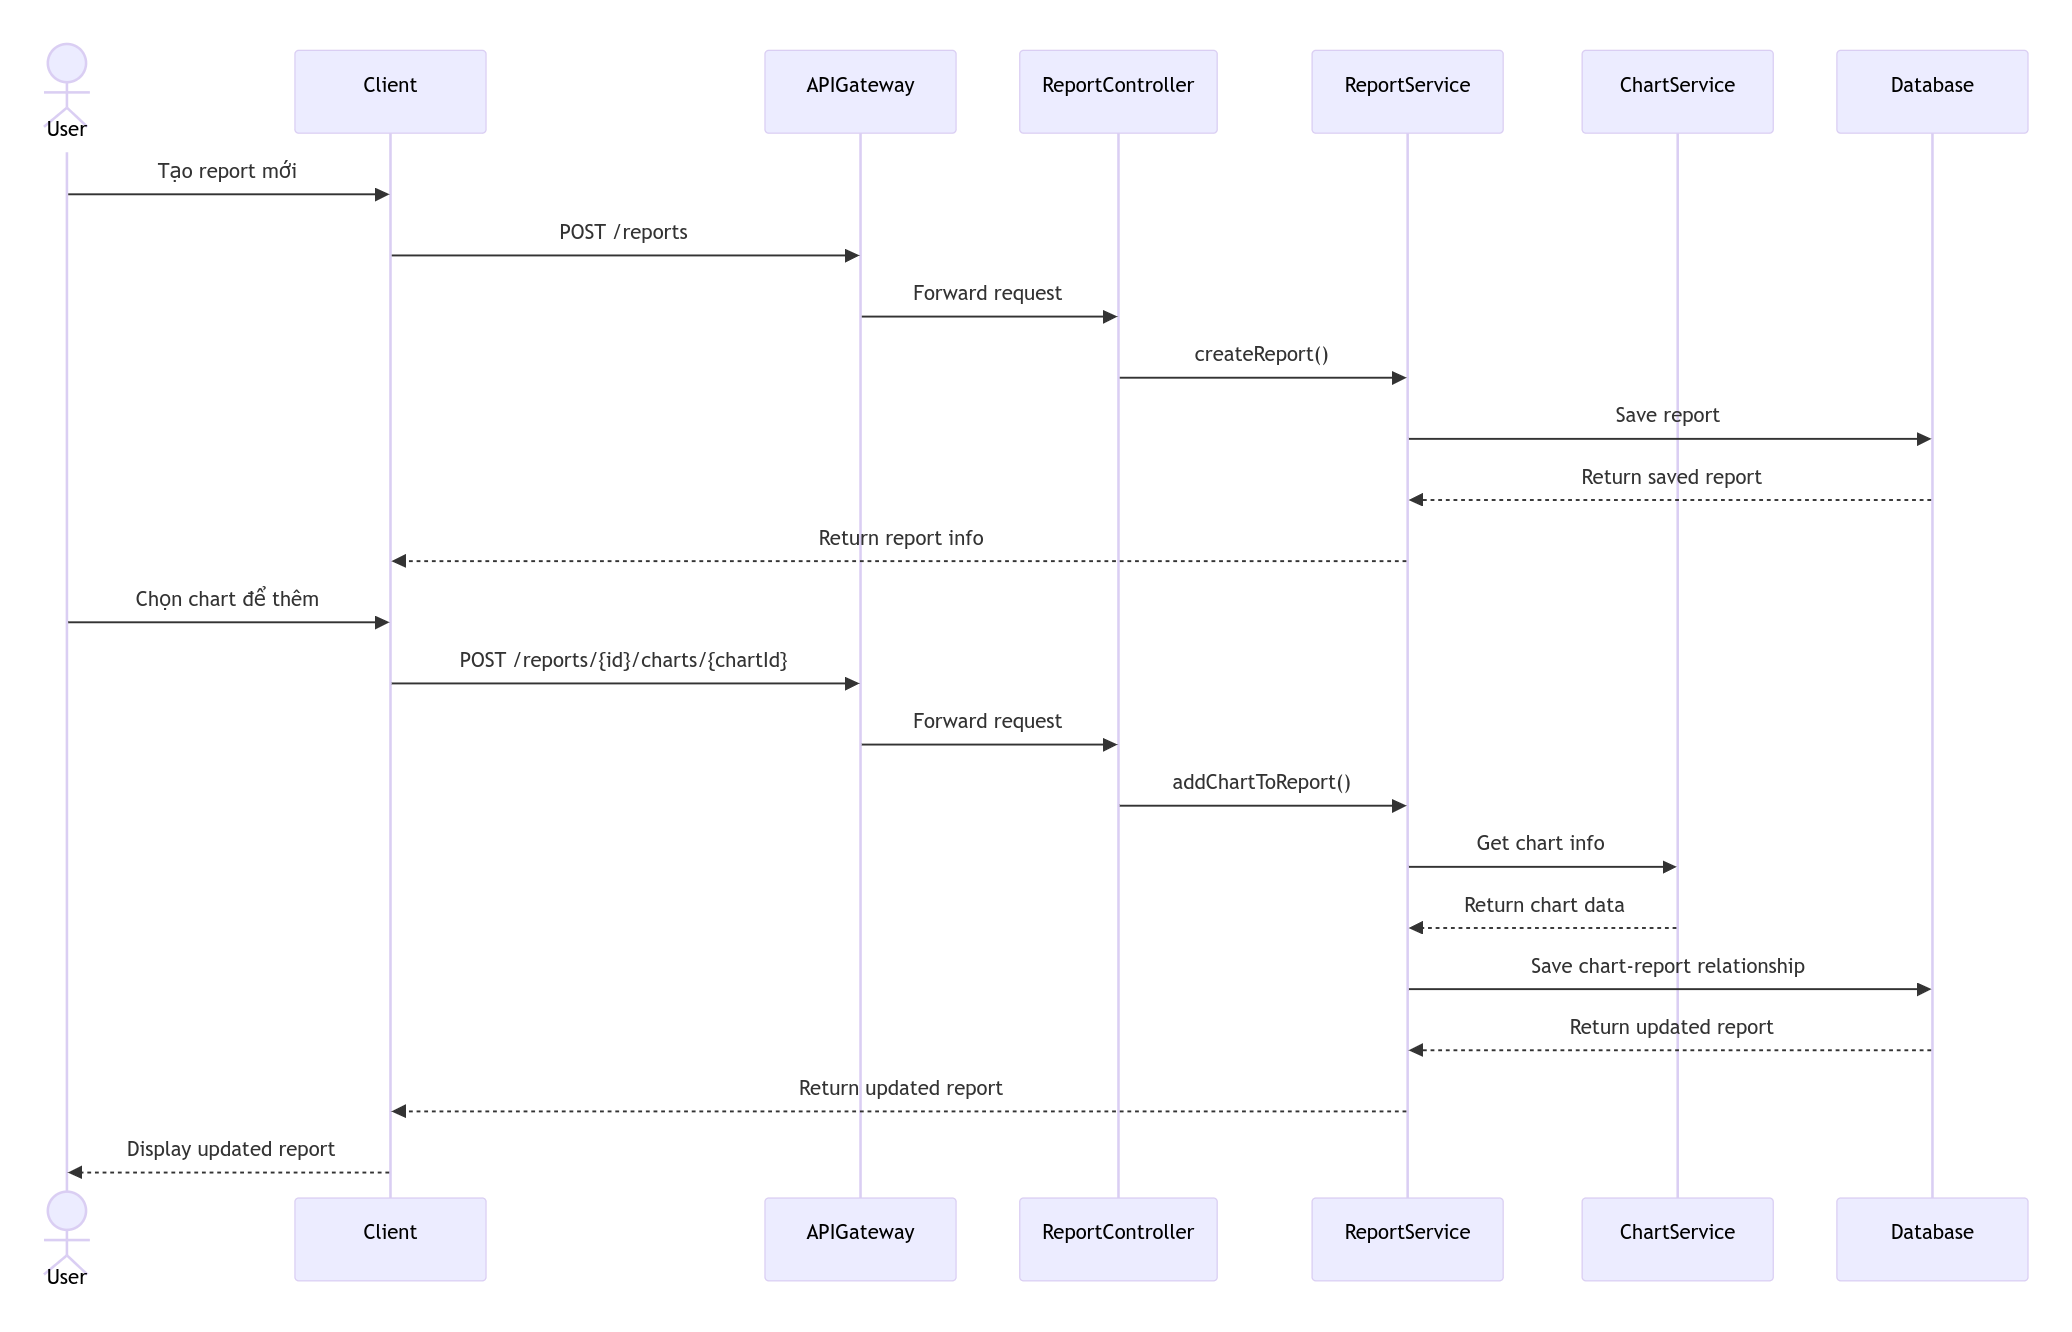 User
Client
APIGateway
ReportController
ReportService
ChartService
Database
Tạo report mới
POST /reports
Forward request
createReport()
Save report
Return saved report
Return report info
Chọn chart để thêm
POST /reports/{id}/charts/{chartId}
Forward request
addChartToReport()
Get chart info
Return chart data
Save chart-report relationship
Return updated report
Return updated report
Display updated report
User
Client
APIGateway
ReportController
ReportService
ChartService
Database